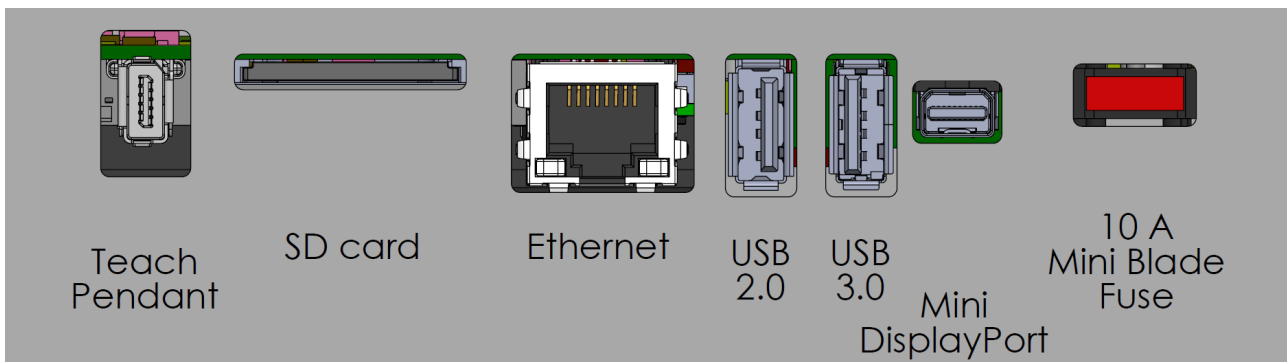 Teach
Pendant
SD card
Ethernet
USB
2.0
USB
3.0
Mini
DisplayPort
10 A
Mini Blade
Fuse